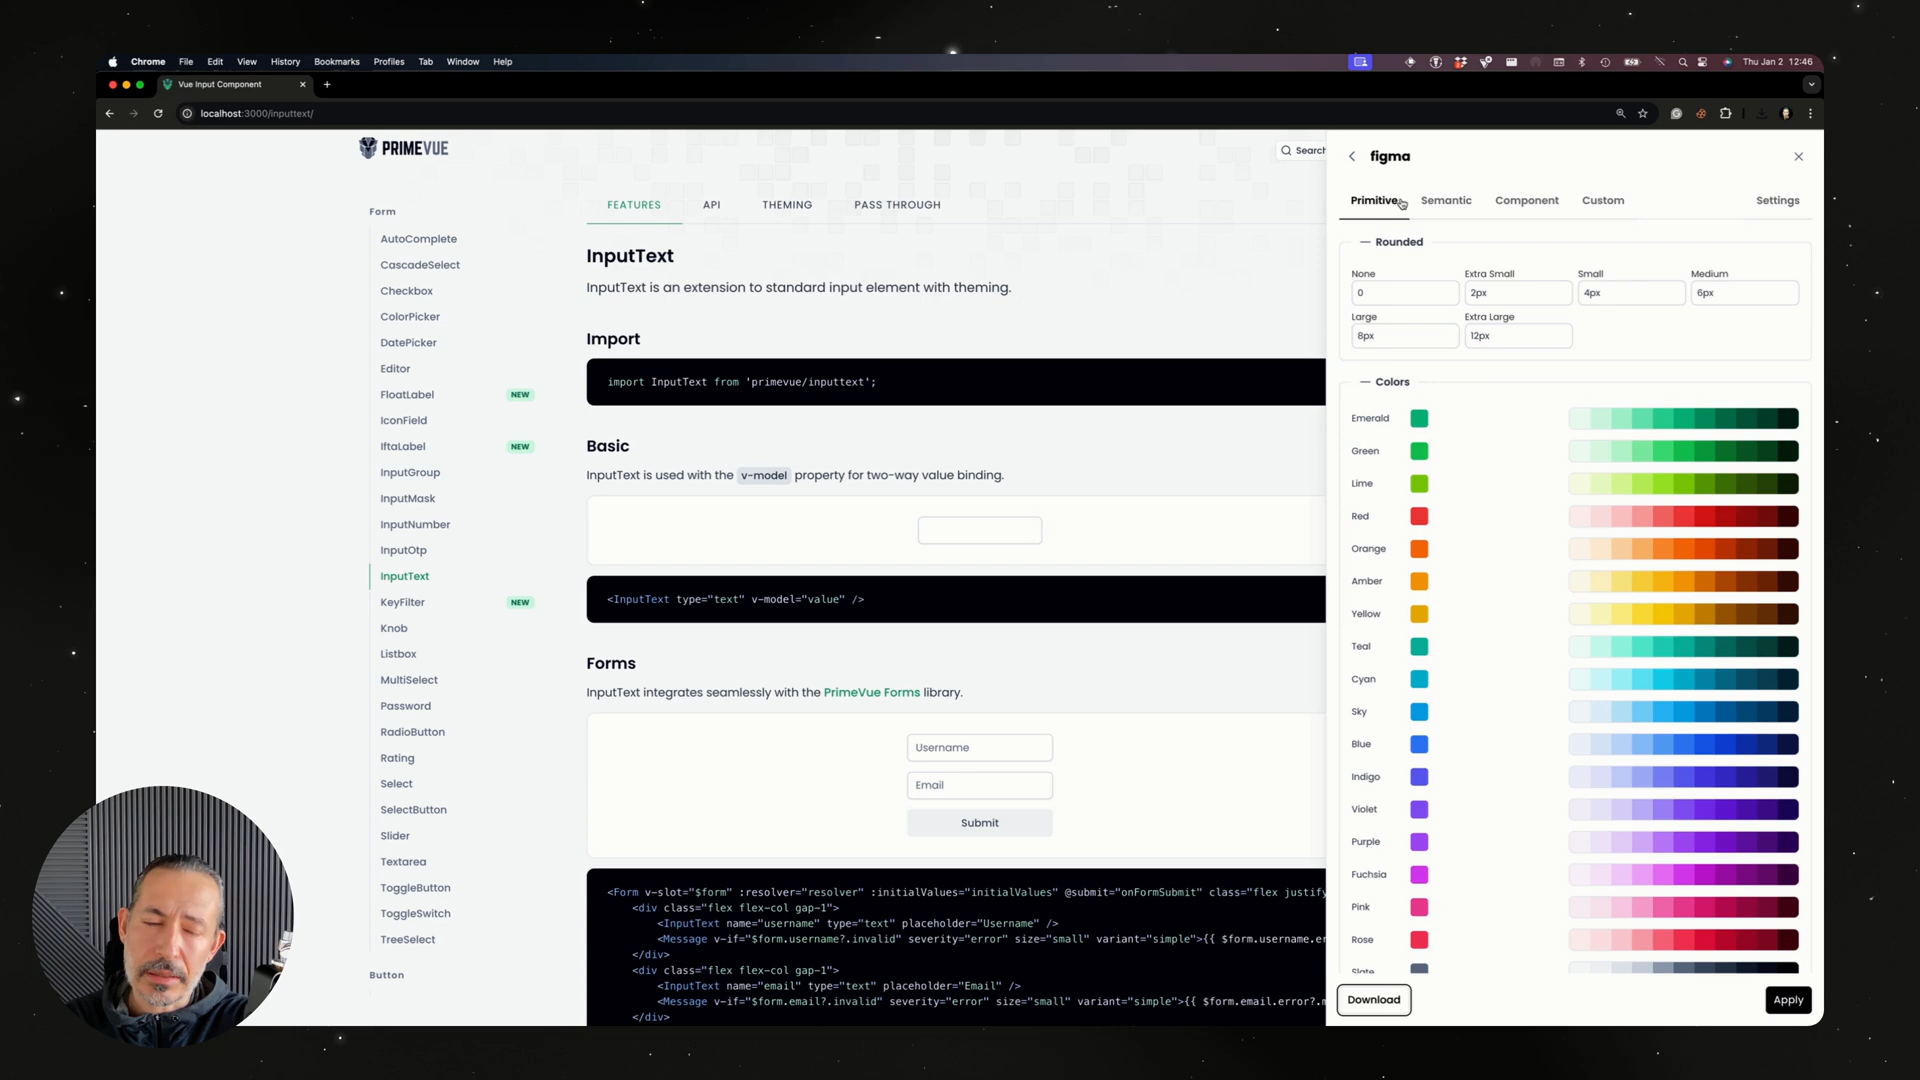 Chrome File Edit View History Bookmarks Profiles Tab Window Help
Thu Jan 2 12:46
Vue Input Component
localhost:3000/inputtext/
PRIMEVUE
Search
Form
AutoComplete
CascadeSelect
Checkbox
ColorPicker
DatePicker
Editor
FloatLabel NEW
IconField
IftaLabel NEW
InputGroup
InputMask
InputNumber
InputOtp
InputText
KeyFilter NEW
Knob
Listbox
MultiSelect
Password
RadioButton
Rating
Select
SelectButton
Slider
Textarea
ToggleButton
ToggleSwitch
TreeSelect
Button
FEATURES API THEMING PASS THROUGH
InputText
InputText is an extension to standard input element with theming.
Import
import InputText from 'primevue/inputtext';
Basic
InputText is used with the v-model property for two-way value binding.
<InputText type="text" v-model="value" />
Forms
InputText integrates seamlessly with the PrimeVue Forms library.
Username
Email
Submit
<Form v-slot="$form" :resolver="resolver" :initialValues="initialValues" @submit="onFormSubmit" class="flex justify
<div class="flex flex-col gap-1">
<InputText name="username" type="text" placeholder="Username" />
<Message v-if="$form.username?.invalid" severity="error" size="small" variant="simple">{{ $form.username.er
</div>
<div class="flex flex-col gap-1">
<InputText name="email" type="text" placeholder="Email" />
<Message v-if="$form.email?.invalid" severity="error" size="small" variant="simple">{{ $form.email.error?.m
</div>
figma
Primitive Semantic Component Custom Settings
Rounded
None Extra Small Small Medium
0 2px 4px 6px
Large Extra Large
8px 12px
Colors
Emerald
Green
Lime
Red
Orange
Amber
Yellow
Teal
Cyan
Sky
Blue
Indigo
Violet
Purple
Fuchsia
Pink
Rose
Slate
Download Apply